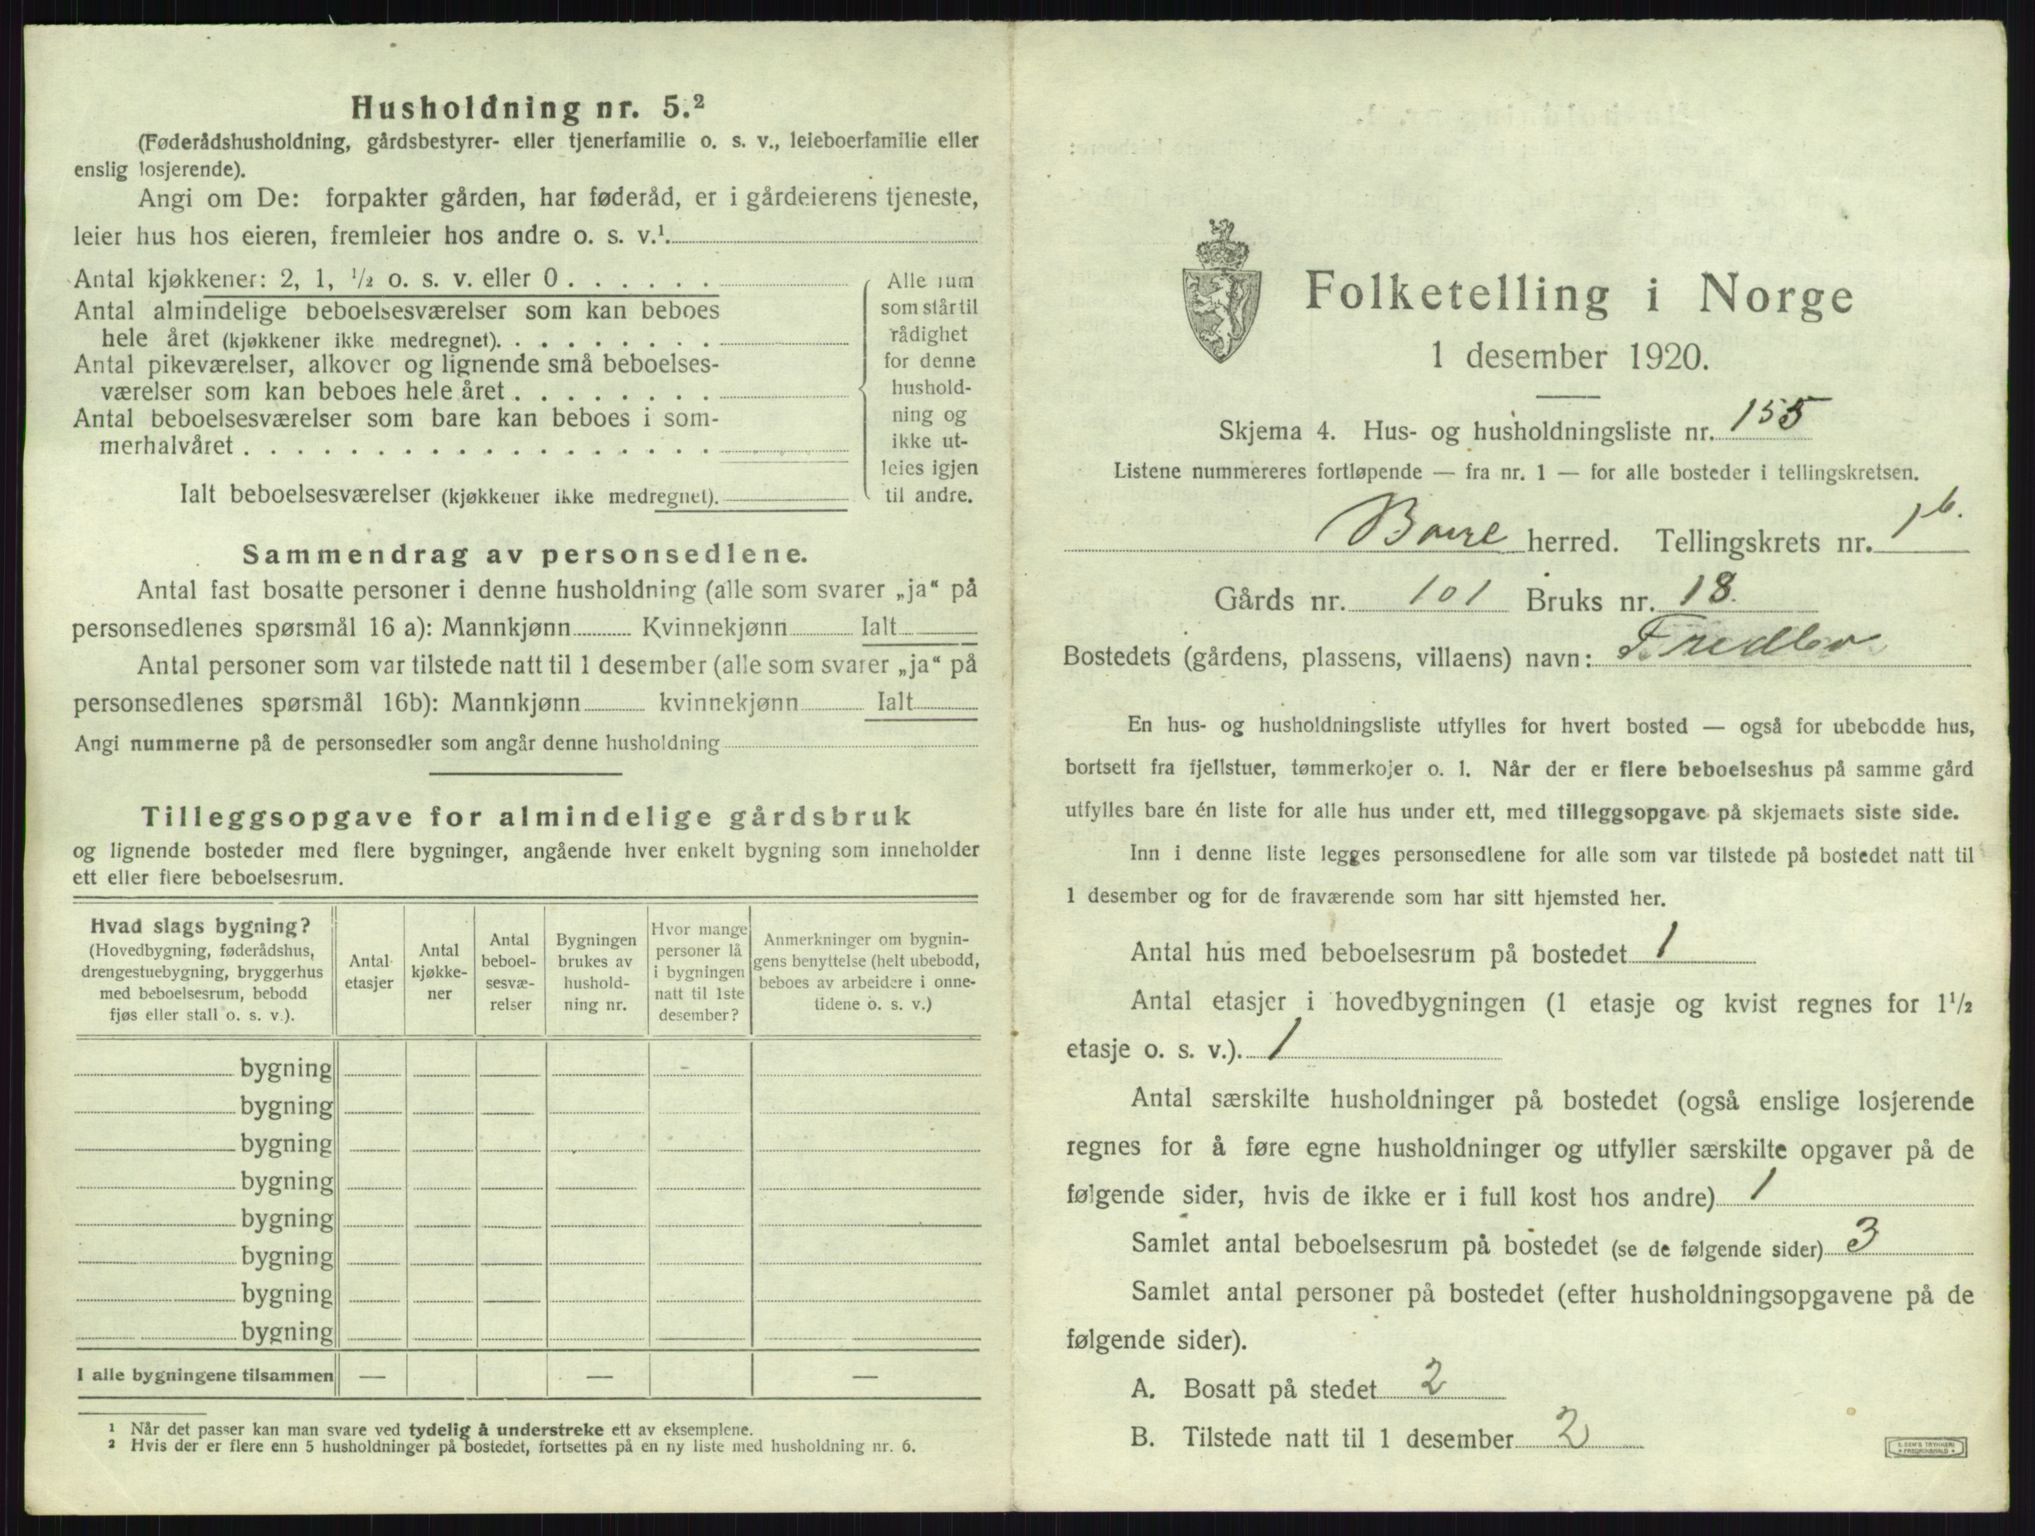 Husholdning nr. 5.²
(Føderådshusholdning, gårdsbestyrer- eller tjenerfamilie o. s. v., leieboerfamilie eller
enslig losjerende).
Angi om De: forpakter gården, har føderåd, er i gårdeierens tjeneste,
leier hus hos eieren, fremleier hos andre o. s. v.¹
Antal kjøkkener: 2, 1, ½ o. s. v. eller 0 . . . . . .
Antal almindelige beboelsesværelser som kan beboes
hele året (kjøkkener ikke medregnet). . . . . . . . .
Antal pikeværelser, alkover og lignende små beboelses-
værelser som kan beboes hele året . . . . . . . .
Antal beboelsesværelser som bare kan beboes i som-
merhalvåret . . . . . . . . . . . . . . . . . .
Ialt beboelsesværelser (kjøkkener ikke medregnet).
Alle rum
som står til
rådighet
for denne
hushold-
ning og
ikke ut-
leies igjen
til andre.
Sammendrag av personsedlene.
Antal fast bosatte personer i denne husholdning (alle som svarer „ja“ på
personsedlenes spørsmål 16 a): Mannkjønn Kvinnekjønn Ialt
Antal personer som var tilstede natt til 1 desember (alle som svarer „ja“ på
personsedlenes spørsmål 16b): Mannkjønn kvinnekjønn Ialt
Angi nummerne på de personsedler som angår denne husholdning
Tilleggsopgave for almindelige gårdsbruk
og lignende bosteder med flere bygninger, angående hver enkelt bygning som inneholder
ett eller flere beboelsesrum.
Hvad slags bygning?
(Hovedbygning, føderådshus,
drengestuebygning, bryggerhus
med beboelsesrum, bebodd
fjøs eller stall o. s. v.).
Antal
etasjer
Antal
kjøkke-
ner
Antal
beboel-
sesvæ-
relser
Bygningen
brukes av
hushold-
ning nr.
Hvor mange
personer lå
i bygningen
natt til 1ste
desember?
Anmerkninger om bygnin-
gens benyttelse (helt ubebodd,
beboes av arbeidere i onne-
tidene o. s. v.)
bygning
bygning
bygning
bygning
bygning
bygning
bygning
bygning
I alle bygningene tilsammen — — —
¹ Når det passer kan man svare ved tydelig å understreke ett av eksemplene.
² Hvis der er flere enn 5 husholdninger på bostedet, fortsettes på en ny liste med husholdning nr. 6.
Folketelling i Norge
1 desember 1920.
Skjema 4. Hus- og husholdningsliste nr. 155
Listene nummereres fortløpende — fra nr. 1 — for alle bosteder i tellingskretsen.
Borre herred. Tellingskrets nr. 1b.
Gårds nr. 101 Bruks nr. 18.
Bostedets (gårdens, plassens, villaens) navn: Fredlev
En hus- og husholdningsliste utfylles for hvert bosted — også for ubebodde hus,
bortsett fra fjellstuer, tømmerkojer o. l. Når der er flere beboelseshus på samme gård
utfylles bare én liste for alle hus under ett, med tilleggsopgave på skjemaets siste side.
Inn i denne liste legges personsedlene for alle som var tilstede på bostedet natt til
1 desember og for de fraværende som har sitt hjemsted her.
Antal hus med beboelsesrum på bostedet 1
Antal etasjer i hovedbygningen (1 etasje og kvist regnes for 1½
etasje o. s. v.). 1
Antal særskilte husholdninger på bostedet (også enslige losjerende
regnes for å føre egne husholdninger og utfyller særskilte opgaver på de
følgende sider, hvis de ikke er i full kost hos andre) 1
Samlet antal beboelsesrum på bostedet (se de følgende sider) 3
Samlet antal personer på bostedet (efter husholdningsopgavene på de
følgende sider).
A. Bosatt på stedet 2
B. Tilstede natt til 1 desember 2